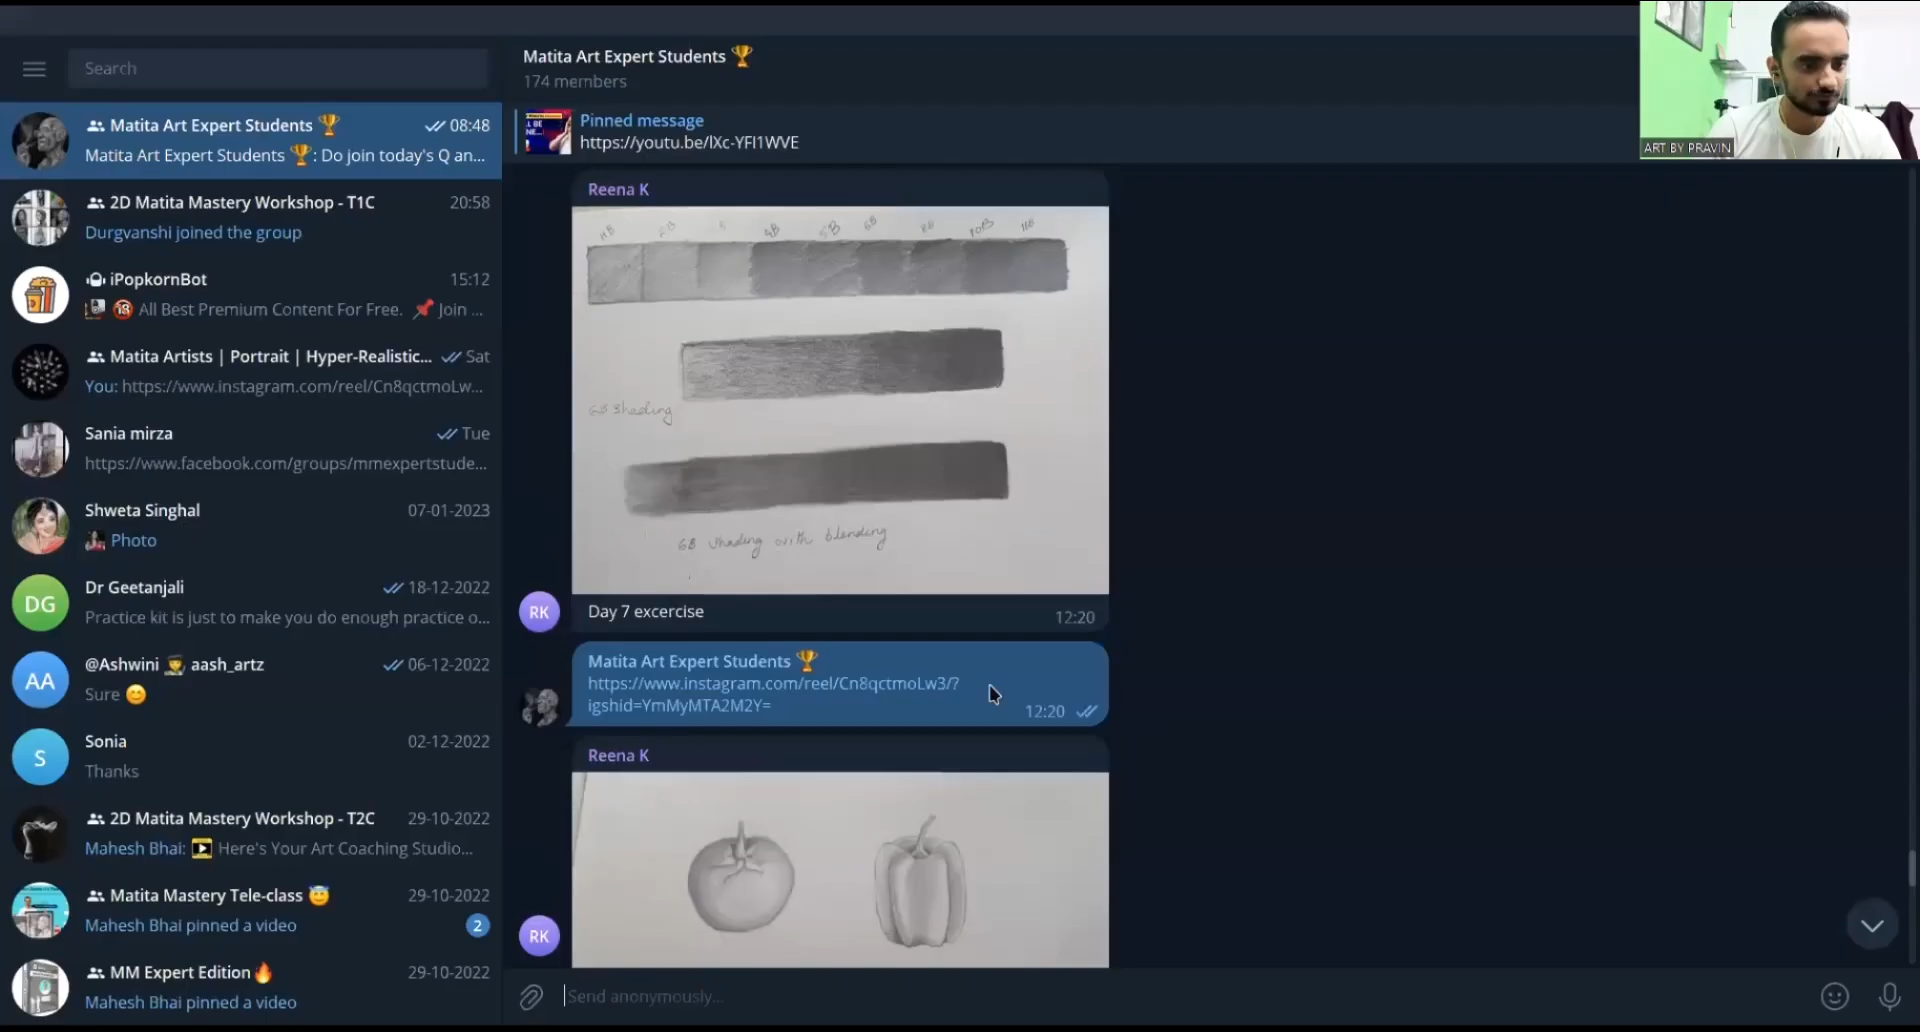 Search
Matita Art Expert Students 🏆 08:48
Matita Art Expert Students 🏆: Do join today's Q an...
2D Matita Mastery Workshop - T1C 20:58
Durgvanshi joined the group
iPopkornBot 15:12
🔞 All Best Premium Content For Free. 📌 Join ...
Matita Artists | Portrait | Hyper-Realistic... Sat
You: https://www.instagram.com/reel/Cn8qctmoLw...
Sania mirza Tue
https://www.facebook.com/groups/mmexpertstude...
Shweta Singhal 07-01-2023
Photo
DG
Dr Geetanjali 18-12-2022
Practice kit is just to make you do enough practice o...
AA
@Ashwini 👩‍🎓 aash_artz 06-12-2022
Sure 😊
S
Sonia 02-12-2022
Thanks
2D Matita Mastery Workshop - T2C 29-10-2022
Mahesh Bhai: ▶ Here's Your Art Coaching Studio...
Matita Mastery Tele-class 😇 29-10-2022
Mahesh Bhai pinned a video 2
MM Expert Edition🔥 29-10-2022
Mahesh Bhai pinned a video
Matita Art Expert Students 🏆
174 members
Pinned message
https://youtu.be/lXc-YFI1WVE
Reena K
HB 4B 5B 6B 8B 10B
6B Shading
6B shading with blending
RK
Day 7 excercise 12:20
Matita Art Expert Students 🏆
https://www.instagram.com/reel/Cn8qctmoLw3/?
igshid=YmMyMTA2M2Y=
12:20
Reena K
RK
Send anonymously...
ART BY PRAVIN